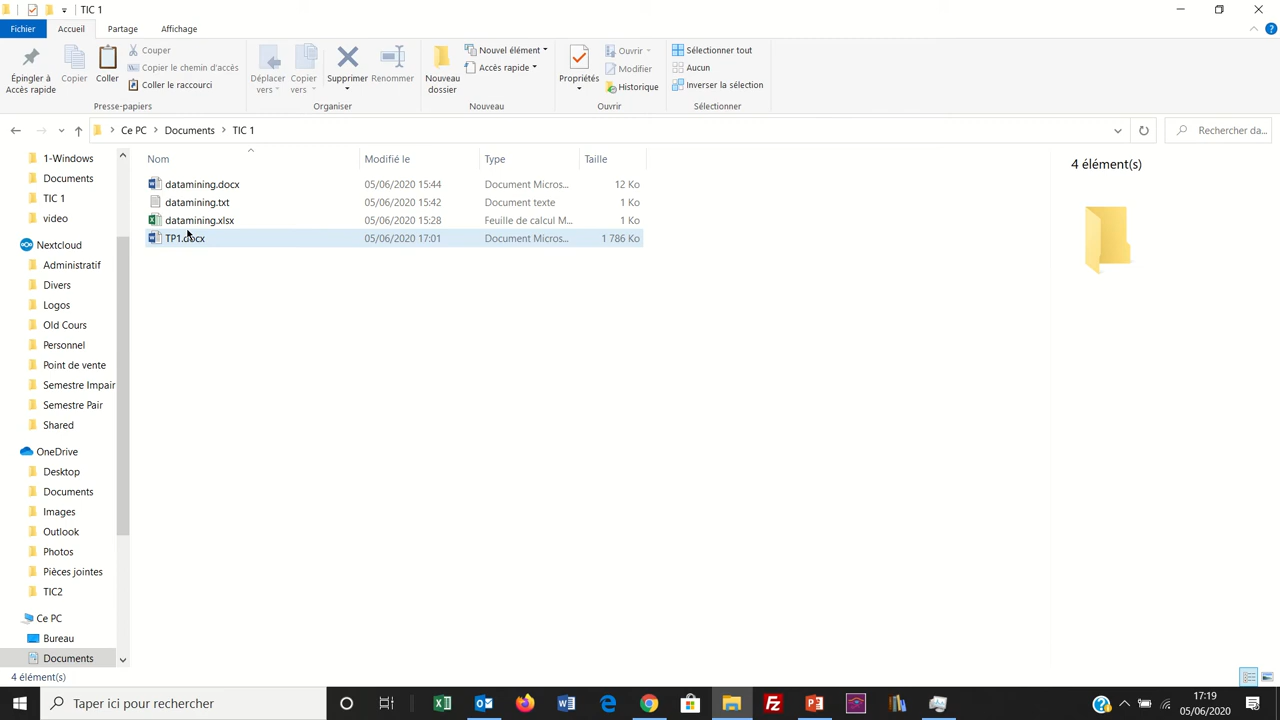 TIC 1
Fichier Accueil Partage Affichage
Épingler à Accès rapide
Copier
Coller
Couper
Copier le chemin d'accès
Coller le raccourci
Presse-papiers
Déplacer vers
Copier vers
Supprimer
Renommer
Organiser
Nouveau dossier
Nouvel élément
Accès rapide
Nouveau
Propriétés
Ouvrir
Modifier
Historique
Ouvrir
Sélectionner tout
Aucun
Inverser la sélection
Sélectionner
Ce PC > Documents > TIC 1
Rechercher da...
1-Windows
Documents
TIC 1
video
Nextcloud
Administratif
Divers
Logos
Old Cours
Personnel
Point de vente
Semestre Impair
Semestre Pair
Shared
OneDrive
Desktop
Documents
Images
Outlook
Photos
Pièces jointes
TIC2
Ce PC
Bureau
Documents
Nom Modifié le Type Taille
datamining.docx 05/06/2020 15:44 Document Micros... 12 Ko
datamining.txt 05/06/2020 15:42 Document texte 1 Ko
datamining.xlsx 05/06/2020 15:28 Feuille de calcul M... 1 Ko
TP1.docx 05/06/2020 17:01 Document Micros... 1 786 Ko
4 élément(s)
4 élément(s)
Taper ici pour rechercher
17:19
05/06/2020